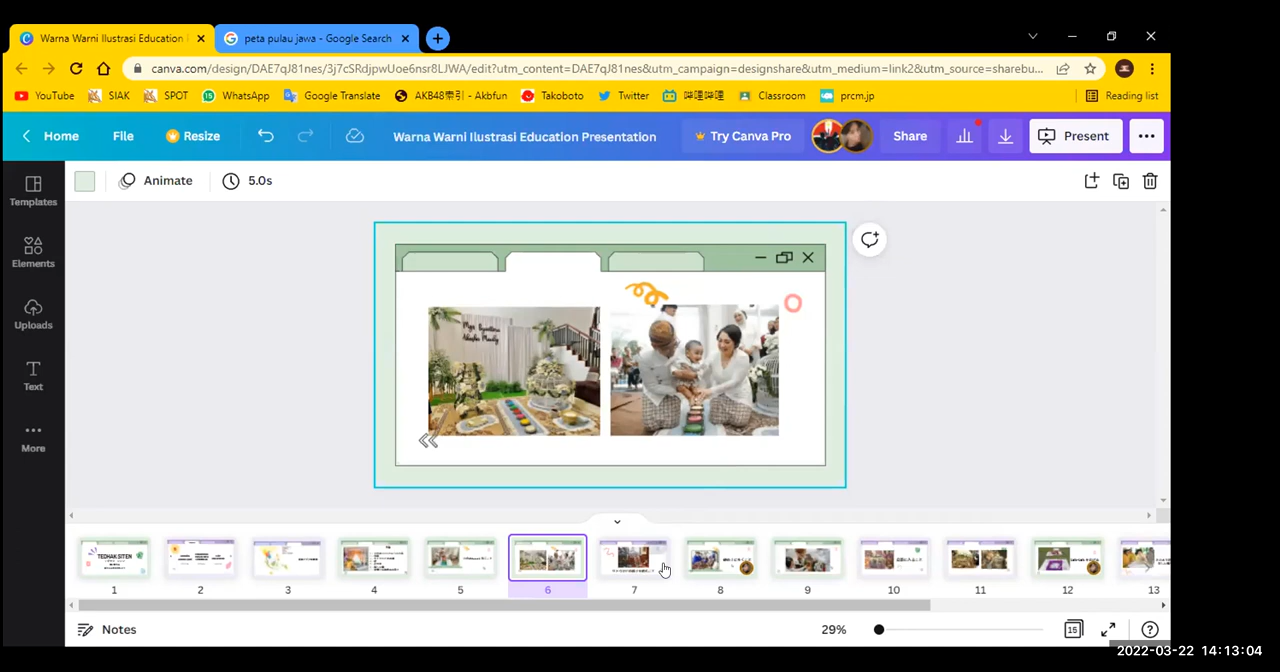 Warna Warni Ilustrasi Education
peta pulau jawa - Google Search
canva.com/design/DAE7qJ81nes/3j7cSRdjpwUoe6nsr8LJWA/edit?utm_content=DAE7qJ81nes&utm_campaign=designshare&utm_medium=link2&utm_source=sharebu...
YouTube SIAK SPOT WhatsApp Google Translate AKB48索引 - Akbfun Takoboto Twitter 哔哩哔哩 Classroom prcm.jp Reading list
Home File Resize Warna Warni Ilustrasi Education Presentation Try Canva Pro Share Present
Animate 5.0s
Templates
Elements
Uploads
Text
More
TEDHAK SITEN
1 2 3 4 5 6 7 8 9 10 11 12 13
Notes 29% 15
2022-03-22 14:13:04